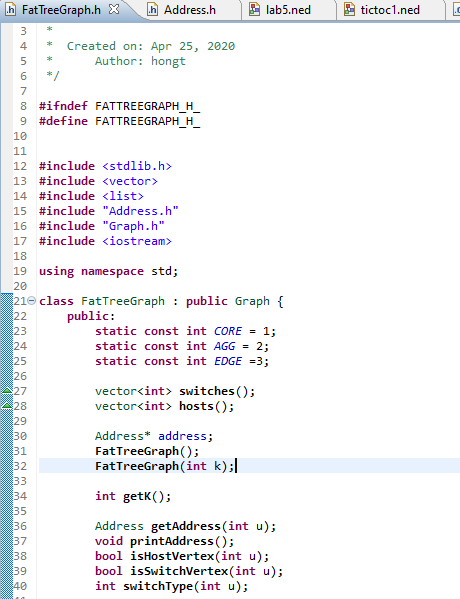 FatTreeGraph.h
Address.h
lab5.ned
tictoc1.ned
3 *
4 * Created on: Apr 25, 2020
5 * Author: hongt
6 */
7
8 #ifndef FATTREEGRAPH_H_
9 #define FATTREEGRAPH_H_
10
11
12 #include <stdlib.h>
13 #include <vector>
14 #include <list>
15 #include "Address.h"
16 #include "Graph.h"
17 #include <iostream>
18
19 using namespace std;
20
21 class FatTreeGraph : public Graph {
22 public:
23 static const int CORE = 1;
24 static const int AGG = 2;
25 static const int EDGE =3;
26
27 vector<int> switches();
28 vector<int> hosts();
29
30 Address* address;
31 FatTreeGraph();
32 FatTreeGraph(int k);
33
34 int getK();
35
36 Address getAddress(int u);
37 void printAddress();
38 bool isHostVertex(int u);
39 bool isSwitchVertex(int u);
40 int switchType(int u);